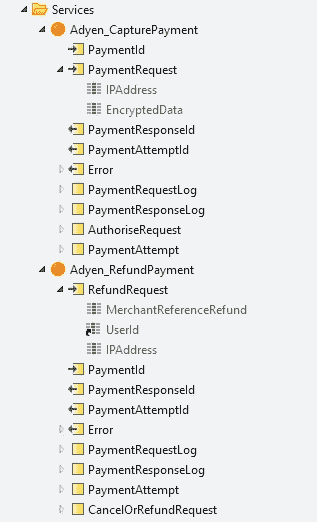 Services
Adyen_CapturePayment
PaymentId
PaymentRequest
IPAddress
EncryptedData
PaymentResponseId
PaymentAttemptId
Error
PaymentRequestLog
PaymentResponseLog
AuthoriseRequest
PaymentAttempt
Adyen_RefundPayment
RefundRequest
MerchantReferenceRefund
UserId
IPAddress
PaymentId
PaymentResponseId
PaymentAttemptId
Error
PaymentRequestLog
PaymentResponseLog
PaymentAttempt
CancelOrRefundRequest